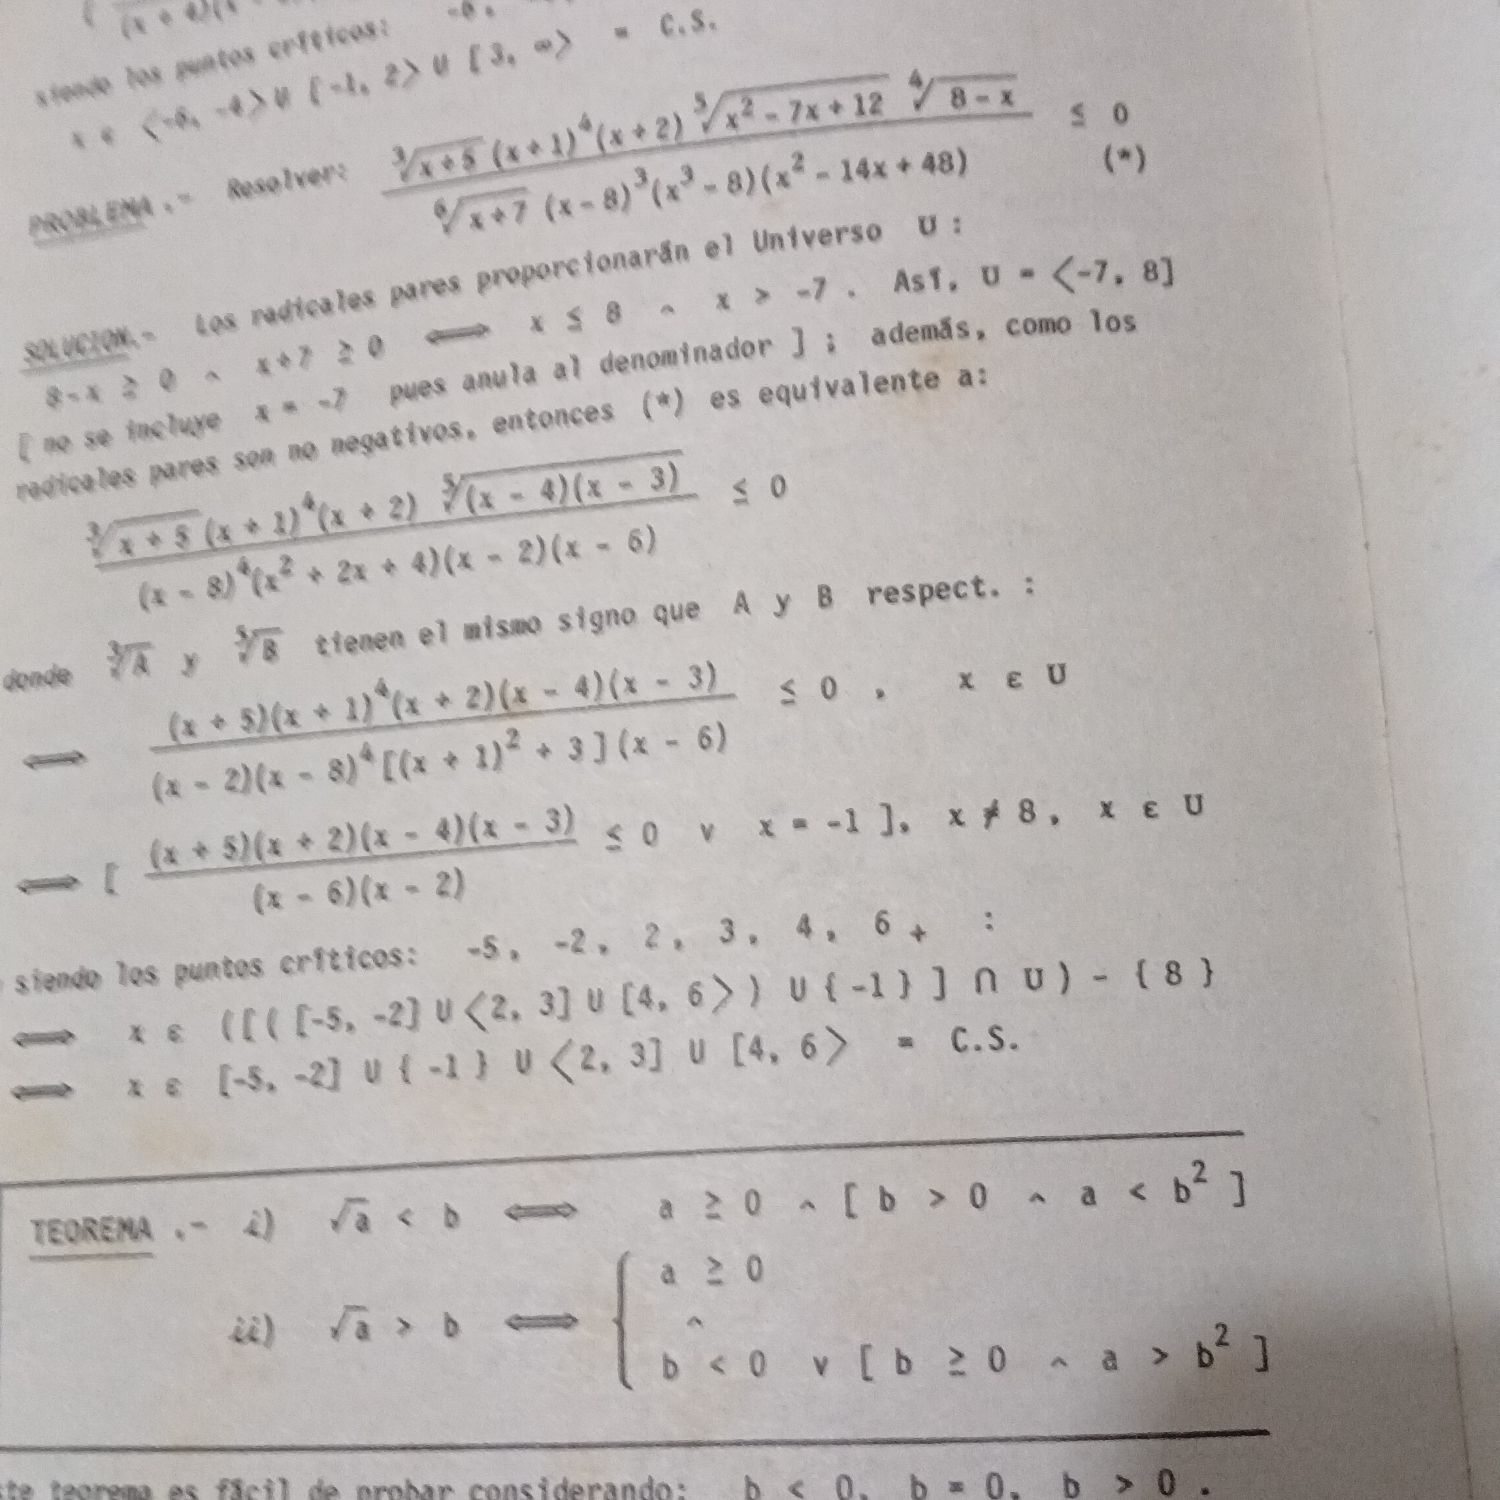 (x + 4)(x
siendo los puntos críticos: -6,
x ε ⟨-6, -4⟩ U [-1, 2⟩ U [3, ∞⟩ = C.S.
PROBLEMA .- Resolver: \frac{∛(x+5) (x+1)^4 (x+2) ⁵√(x² - 7x + 12) ⁴√(8 - x)}{⁶√(x+7) (x - 8)³(x³ - 8)(x² - 14x + 48)} ≤ 0 (*)
SOLUCION.- Los radicales pares proporcionarán el Universo U :
8-x ≥ 0 ^ x+7 ≥ 0 ⟺ x ≤ 8 ^ x > -7 . Así, U = ⟨-7, 8]
[ no se incluye x = -7 pues anula al denominador ] ; además, como los
radicales pares son no negativos, entonces (*) es equivalente a:
\frac{∛(x + 5) (x + 1)^4 (x + 2) ⁵√((x - 4)(x - 3))}{(x - 8)^4 (x² + 2x + 4)(x - 2)(x - 6)} ≤ 0
donde ∛A y ⁵√B tienen el mismo signo que A y B respect. :
⟺ \frac{(x + 5)(x + 1)^4 (x + 2)(x - 4)(x - 3)}{(x - 2)(x - 8)^4 [(x + 1)² + 3](x - 6)} ≤ 0 , x ε U
⟺ [ \frac{(x + 5)(x + 2)(x - 4)(x - 3)}{(x - 6)(x - 2)} ≤ 0 v x = -1 ], x ≠ 8, x ε U
siendo los puntos críticos: -5, -2, 2, 3, 4, 6 + :
⟺ x ε ([( [-5, -2] U ⟨2, 3] U [4, 6⟩ ) U { -1 } ] ∩ U ) - { 8 }
⟺ x ε [-5, -2] U { -1 } U ⟨2, 3] U [4, 6⟩ = C.S.
TEOREMA .- i) √a < b ⟺ a ≥ 0 ^ [ b > 0 ^ a < b² ]
ii) √a > b ⟺ { a ≥ 0
^
b < 0 v [ b ≥ 0 ^ a > b² ]
ste teorema es fácil de probar considerando: b < 0, b = 0, b > 0 .